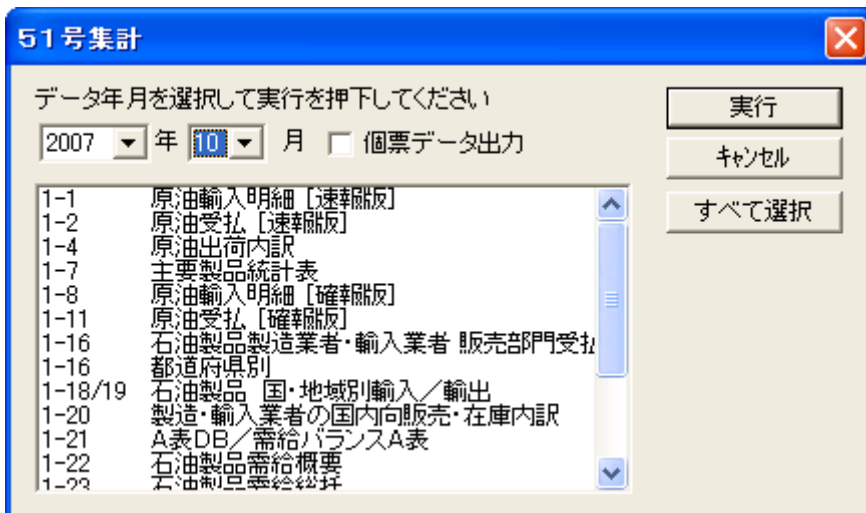 51号集計
データ年月を選択して実行を押下してください
2007 年 10 月 個票データ出力
実行
キャンセル
すべて選択
1-1 原油輸入明細［速報版］
1-2 原油受払［速報版］
1-4 原油出荷内訳
1-7 主要製品統計表
1-8 原油輸入明細［確報版］
1-11 原油受払［確報版］
1-16 石油製品製造業者・輸入業者 販売部門受払
1-16 都道府県別
1-18/19 石油製品 国・地域別輸入／輸出
1-20 製造・輸入業者の国内向販売・在庫内訳
1-21 A表DB／需給バランスA表
1-22 石油製品需給概要
1-23 石油製品需給総括